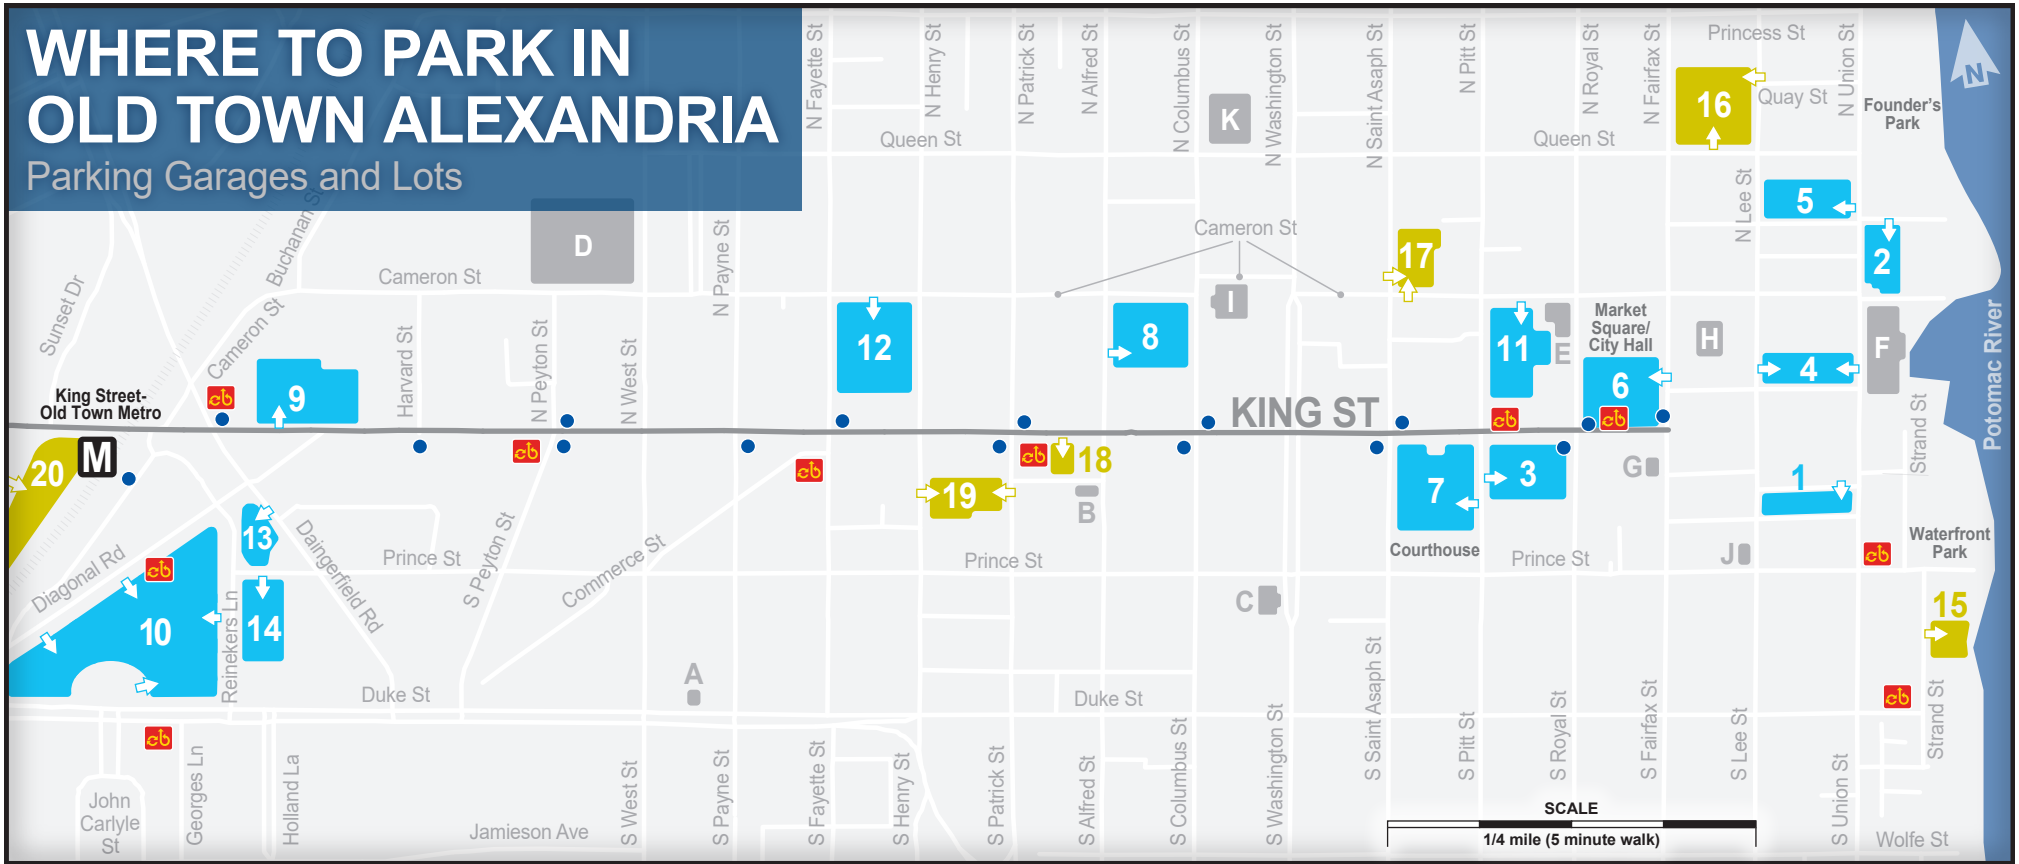 WHERE TO PARK IN
OLD TOWN ALEXANDRIA
Parking Garages and Lots
N Fayette St
N Henry St
N Patrick St
N Alfred St
N Columbus St
N Washington St
N Saint Asaph St
N Pitt St
N Royal St
N Fairfax St
Princess St
N Union St
N
K
16
Quay St
Founder's
Park
Queen St
Queen St
Buchanan St
N Payne St
D
Cameron St
Cameron St
17
N Lee St
5
2
Sunset Dr
Cameron St
Harvard St
N Peyton St
N West St
12
8
I
11
E
Market
Square/
City Hall
6
H
4
F
Potomac River
King Street-
Old Town Metro
9
KING ST
M
20
18
19
B
7
3
G
1
Strand St
Courthouse
13
Daingerfield Rd
Prince St
S Peyton St
Commerce St
Prince St
Prince St
J
Waterfront
Park
Diagonal Rd
10
Reinekers Ln
14
C
15
A
Duke St
Duke St
S Saint Asaph St
S Pitt St
S Royal St
S Fairfax St
S Lee St
Strand St
John
Carlyle
St
Georges Ln
Holland La
Jamieson Ave
S West St
S Payne St
S Fayette St
S Henry St
S Patrick St
S Alfred St
S Columbus St
S Washington St
SCALE
1/4 mile (5 minute walk)
S Union St
Wolfe St